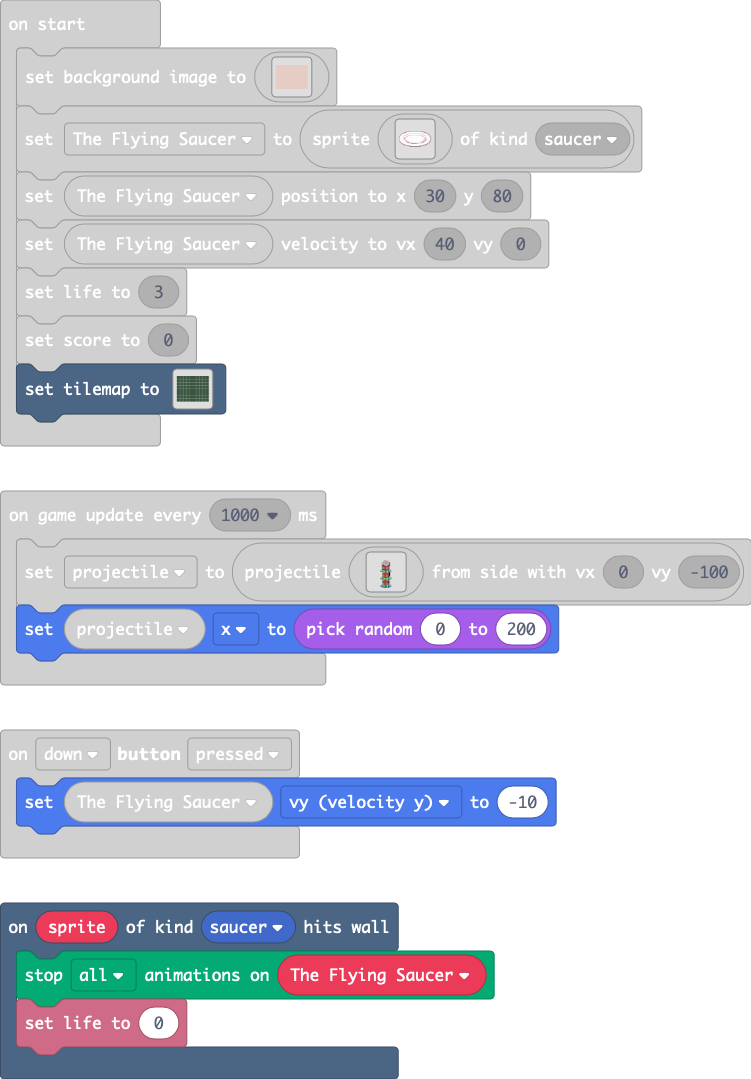 on start
set background image to
set The Flying Saucer to sprite of kind saucer
set The Flying Saucer position to x 30 y 80
set The Flying Saucer velocity to vx 40 vy 0
set life to 3
set score to 0
set tilemap to
on game update every 1000 ms
set projectile to projectile from side with vx 0 vy -100
set projectile x to pick random 0 to 200
on down button pressed
set The Flying Saucer vy (velocity y) to -10
on sprite of kind saucer hits wall
stop all animations on The Flying Saucer
set life to 0